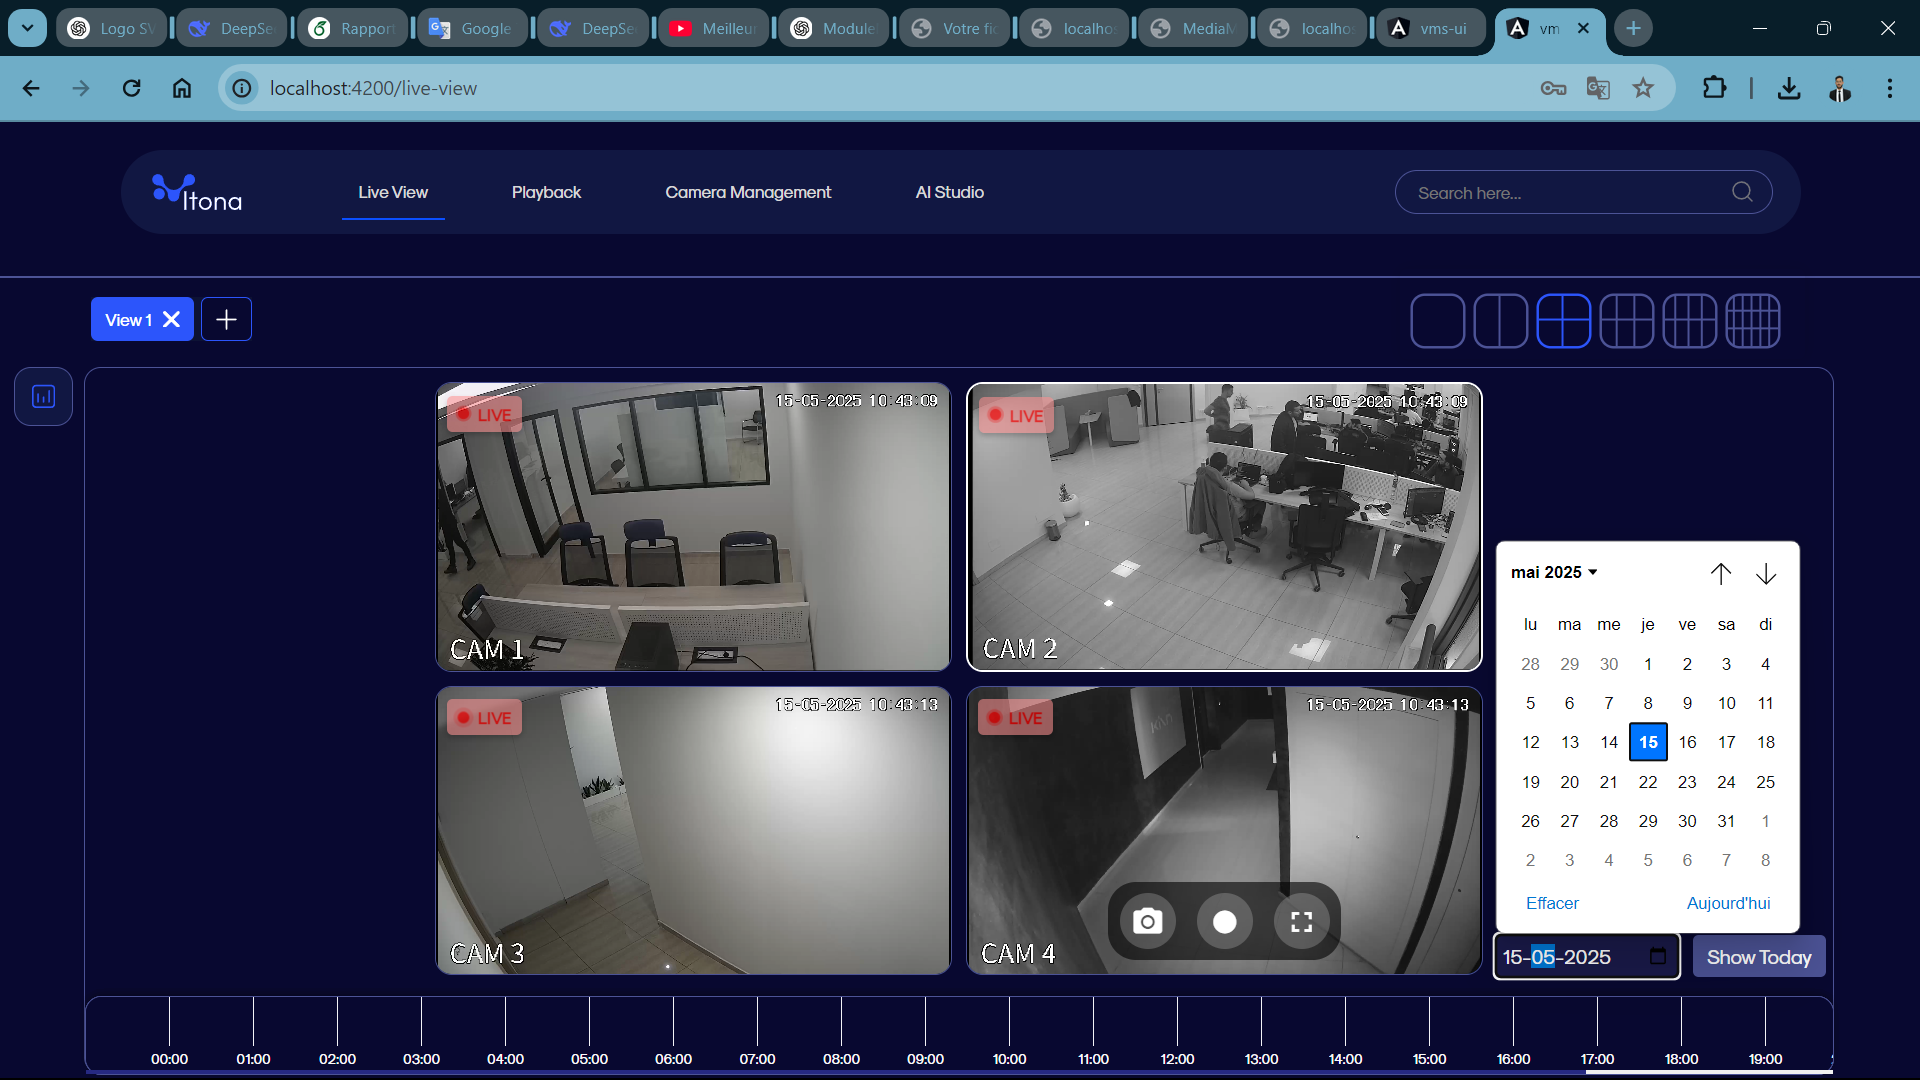 Logo SV
DeepSe
Rapport
Google
DeepSe
Meilleur
Module
Votre fic
localhos
MediaM
localhos
vms-ui
vm
localhost:4200/live-view
ltona
Live View
Playback
Camera Management
AI Studio
Search here...
View 1
LIVE
15-05-2025 10:43:09
CAM 1
LIVE
15-05-2025 10:43:09
CAM 2
LIVE
15-05-2025 10:43:13
CAM 3
LIVE
15-05-2025 10:43:13
CAM 4
mai 2025
lu ma me je ve sa di
28 29 30 1 2 3 4
5 6 7 8 9 10 11
12 13 14 15 16 17 18
19 20 21 22 23 24 25
26 27 28 29 30 31 1
2 3 4 5 6 7 8
Effacer
Aujourd'hui
15-05-2025
Show Today
00:00 01:00 02:00 03:00 04:00 05:00 06:00 07:00 08:00 09:00 10:00 11:00 12:00 13:00 14:00 15:00 16:00 17:00 18:00 19:00